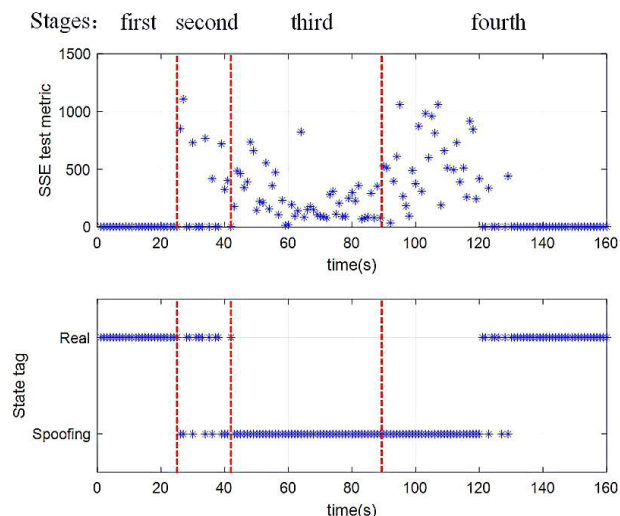 Stages: first second third fourth
1500
1000
500
0
SSE test metric
0 20 40 60 80 100 120 140 160
time(s)
Real
Spoofing
State tag
0 20 40 60 80 100 120 140 160
time(s)